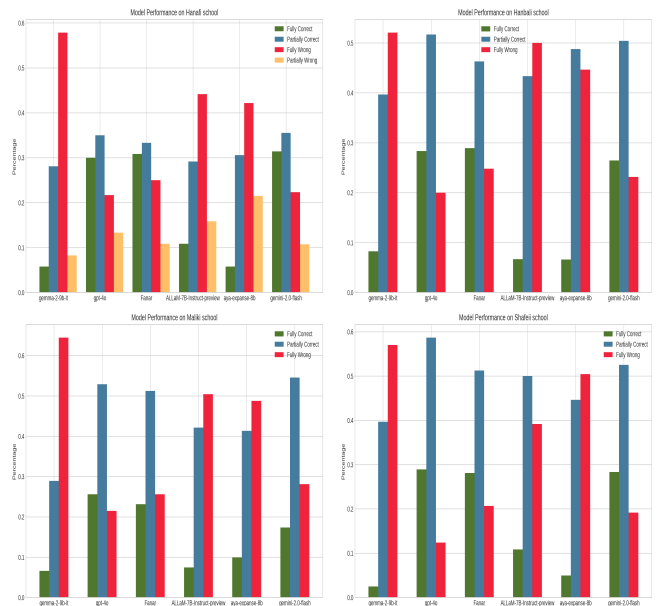 Model Performance on Hanafi school
Fully Correct
Partially Correct
Fully Wrong
Partially Wrong
Percentage
0.6
0.5
0.4
0.3
0.2
0.1
0.0
gemma-2-9b-it gpt-4o Fanar ALLaM-7B-Instruct-preview aya-expanse-8b gemini-2.0-flash
Model Performance on Hanbali school
Fully Correct
Partially Correct
Fully Wrong
Percentage
0.5
0.4
0.3
0.2
0.1
0.0
gemma-2-9b-it gpt-4o Fanar ALLaM-7B-Instruct-preview aya-expanse-8b gemini-2.0-flash
Model Performance on Maliki school
Fully Correct
Partially Correct
Fully Wrong
Percentage
0.6
0.5
0.4
0.3
0.2
0.1
0.0
gemma-2-9b-it gpt-4o Fanar ALLaM-7B-Instruct-preview aya-expanse-8b gemini-2.0-flash
Model Performance on Shafeii school
Fully Correct
Partially Correct
Fully Wrong
Percentage
0.6
0.5
0.4
0.3
0.2
0.1
0.0
gemma-2-9b-it gpt-4o Fanar ALLaM-7B-Instruct-preview aya-expanse-8b gemini-2.0-flash